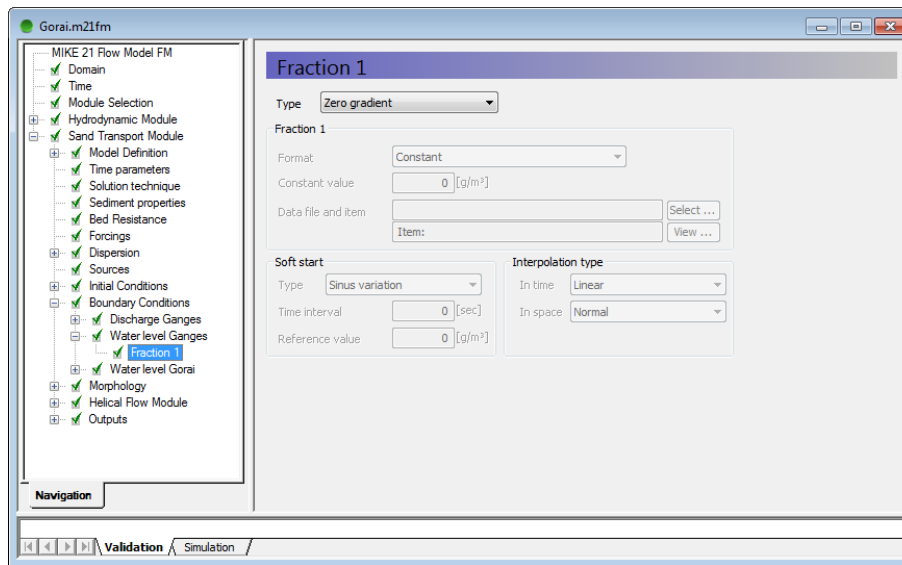 Gorai.m21fm
MIKE 21 Flow Model FM
Domain
Time
Module Selection
Hydrodynamic Module
Sand Transport Module
Model Definition
Time parameters
Solution technique
Sediment properties
Bed Resistance
Forcings
Dispersion
Sources
Initial Conditions
Boundary Conditions
Discharge Ganges
Water level Ganges
Fraction 1
Water level Gorai
Morphology
Helical Flow Module
Outputs
Navigation
Fraction 1
Type Zero gradient
Fraction 1
Format Constant
Constant value 0 [g/m³]
Data file and item Select ...
Item: View ...
Soft start
Type Sinus variation
Time interval 0 [sec]
Reference value 0 [g/m³]
Interpolation type
In time Linear
In space Normal
Validation Simulation